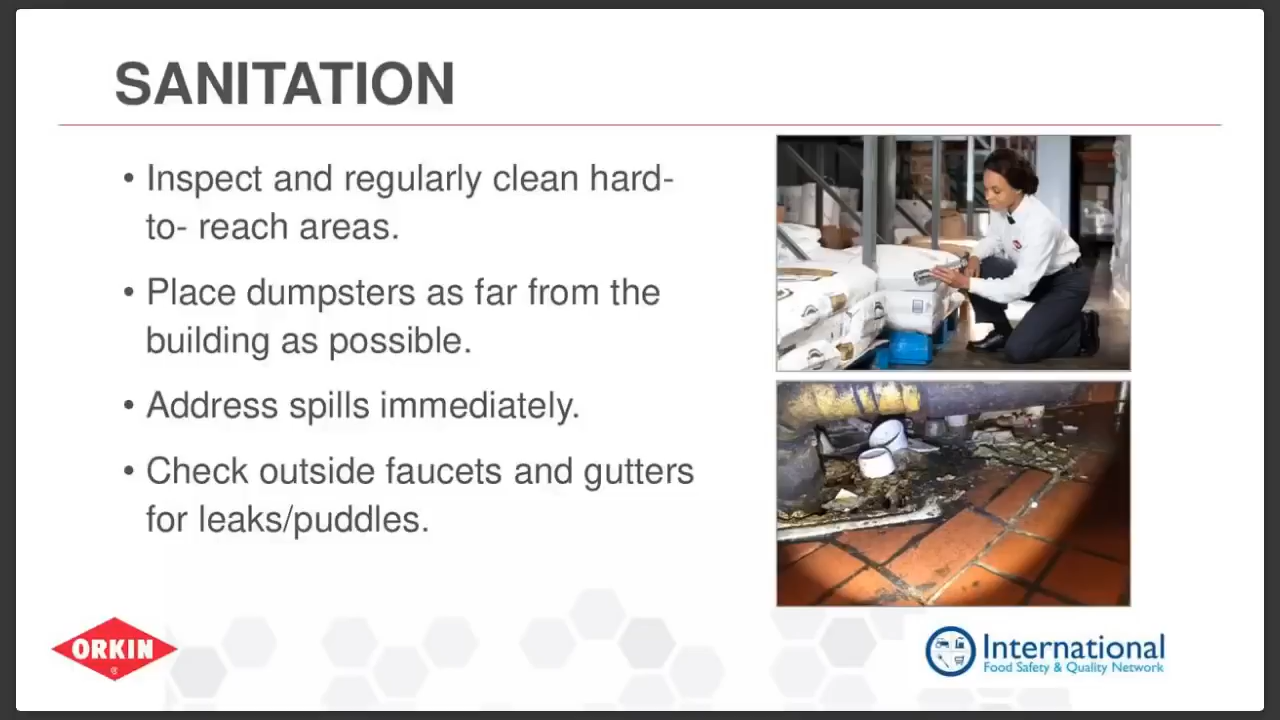 SANITATION
• Inspect and regularly clean hard-
to- reach areas.
• Place dumpsters as far from the
building as possible.
• Address spills immediately.
• Check outside faucets and gutters
for leaks/puddles.
ORKIN
®
International
Food Safety & Quality Network